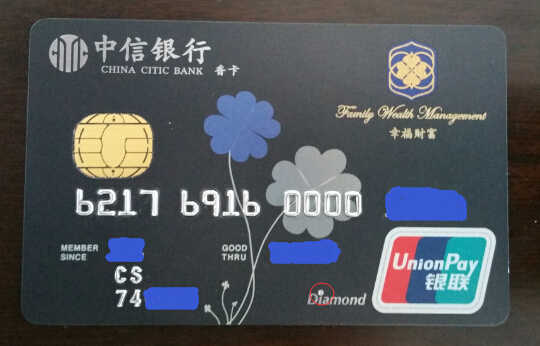 中信银行
CHINA CITIC BANK 香卡
Family Wealth Management
幸福財富
6217 6916 0000
MEMBER SINCE
GOOD THRU
CS
74
Diamond
UnionPay
银联